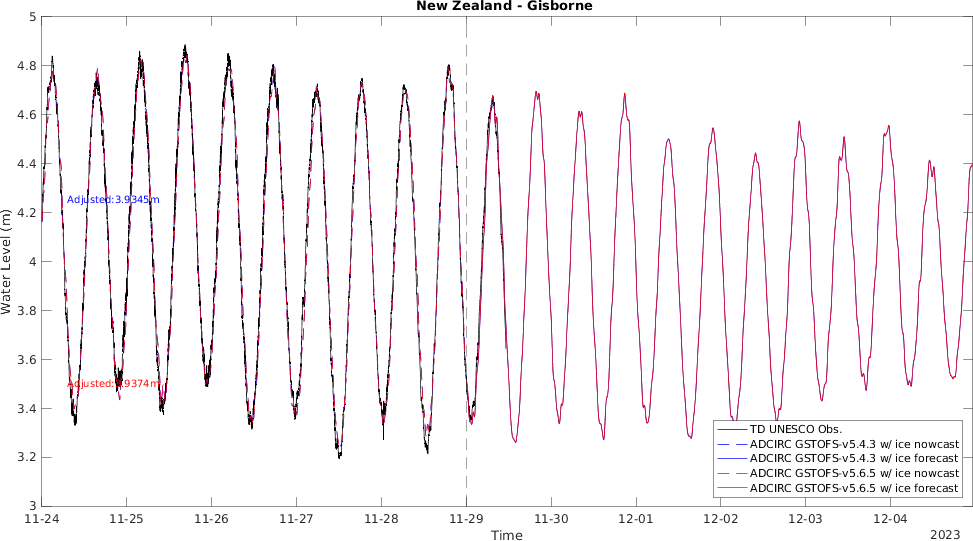 New Zealand - Gisborne
5
4.8
4.6
4.4
4.2
4
3.8
3.6
3.4
3.2
3
Water Level (m)
Adjusted:3.9345m
Adjusted:3.9374m
TD UNESCO Obs.
ADCIRC GSTOFS-v5.4.3 w/ ice nowcast
ADCIRC GSTOFS-v5.4.3 w/ ice forecast
ADCIRC GSTOFS-v5.6.5 w/ ice nowcast
ADCIRC GSTOFS-v5.6.5 w/ ice forecast
11-24 11-25 11-26 11-27 11-28 11-29 11-30 12-01 12-02 12-03 12-04
Time
2023